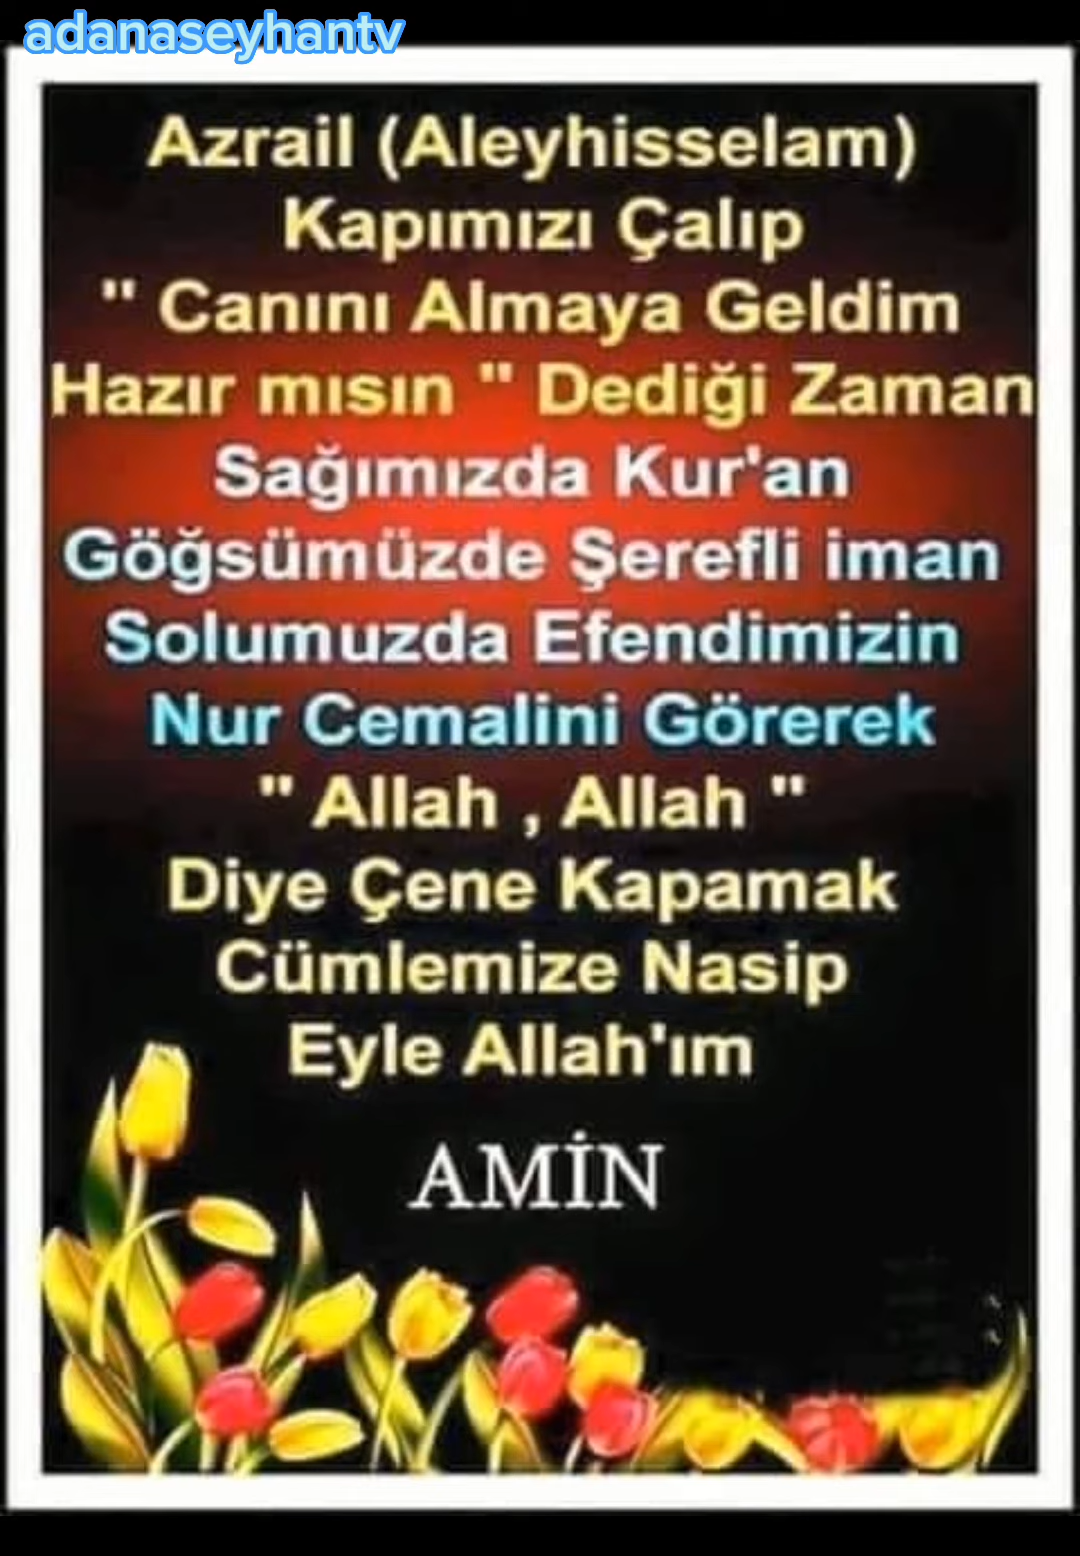 adanaseyhantv
Azrail (Aleyhisselam)
Kapımızı Çalıp
" Canını Almaya Geldim
Hazır mısın " Dediği Zaman
Sağımızda Kur'an
Göğsümüzde Şerefli iman
Solumuzda Efendimizin
Nur Cemalini Görerek
" Allah , Allah "
Diye Çene Kapamak
Cümlemize Nasip
Eyle Allah'ım
AMİN